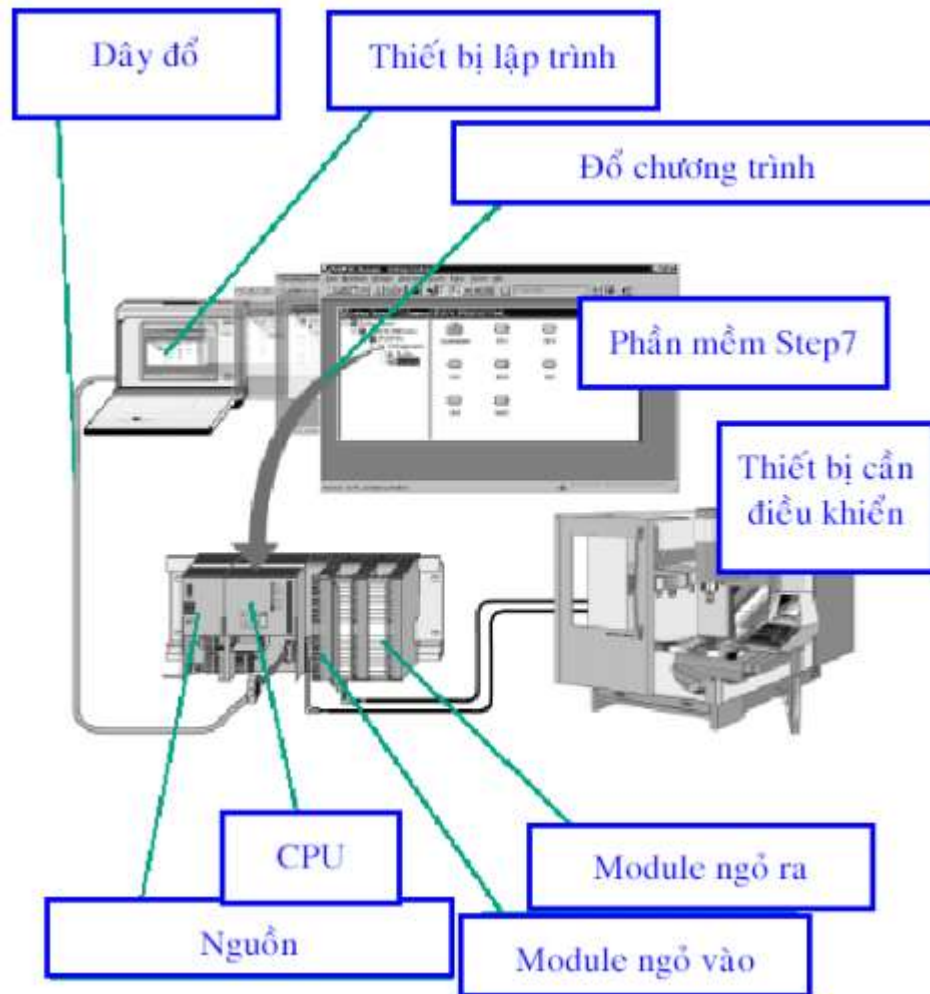 Dây đổ
Thiết bị lập trình
Đổ chương trình
Phần mềm Step7
Thiết bị cần
điều khiển
CPU
Module ngỏ ra
Nguồn
Module ngỏ vào